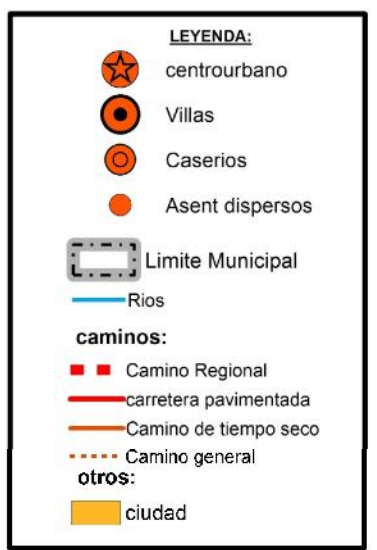 LEYENDA:
centrourbano
Villas
Caserios
Asent dispersos
Limite Municipal
Rios
caminos:
Camino Regional
carretera pavimentada
Camino de tiempo seco
Camino general
otros:
ciudad